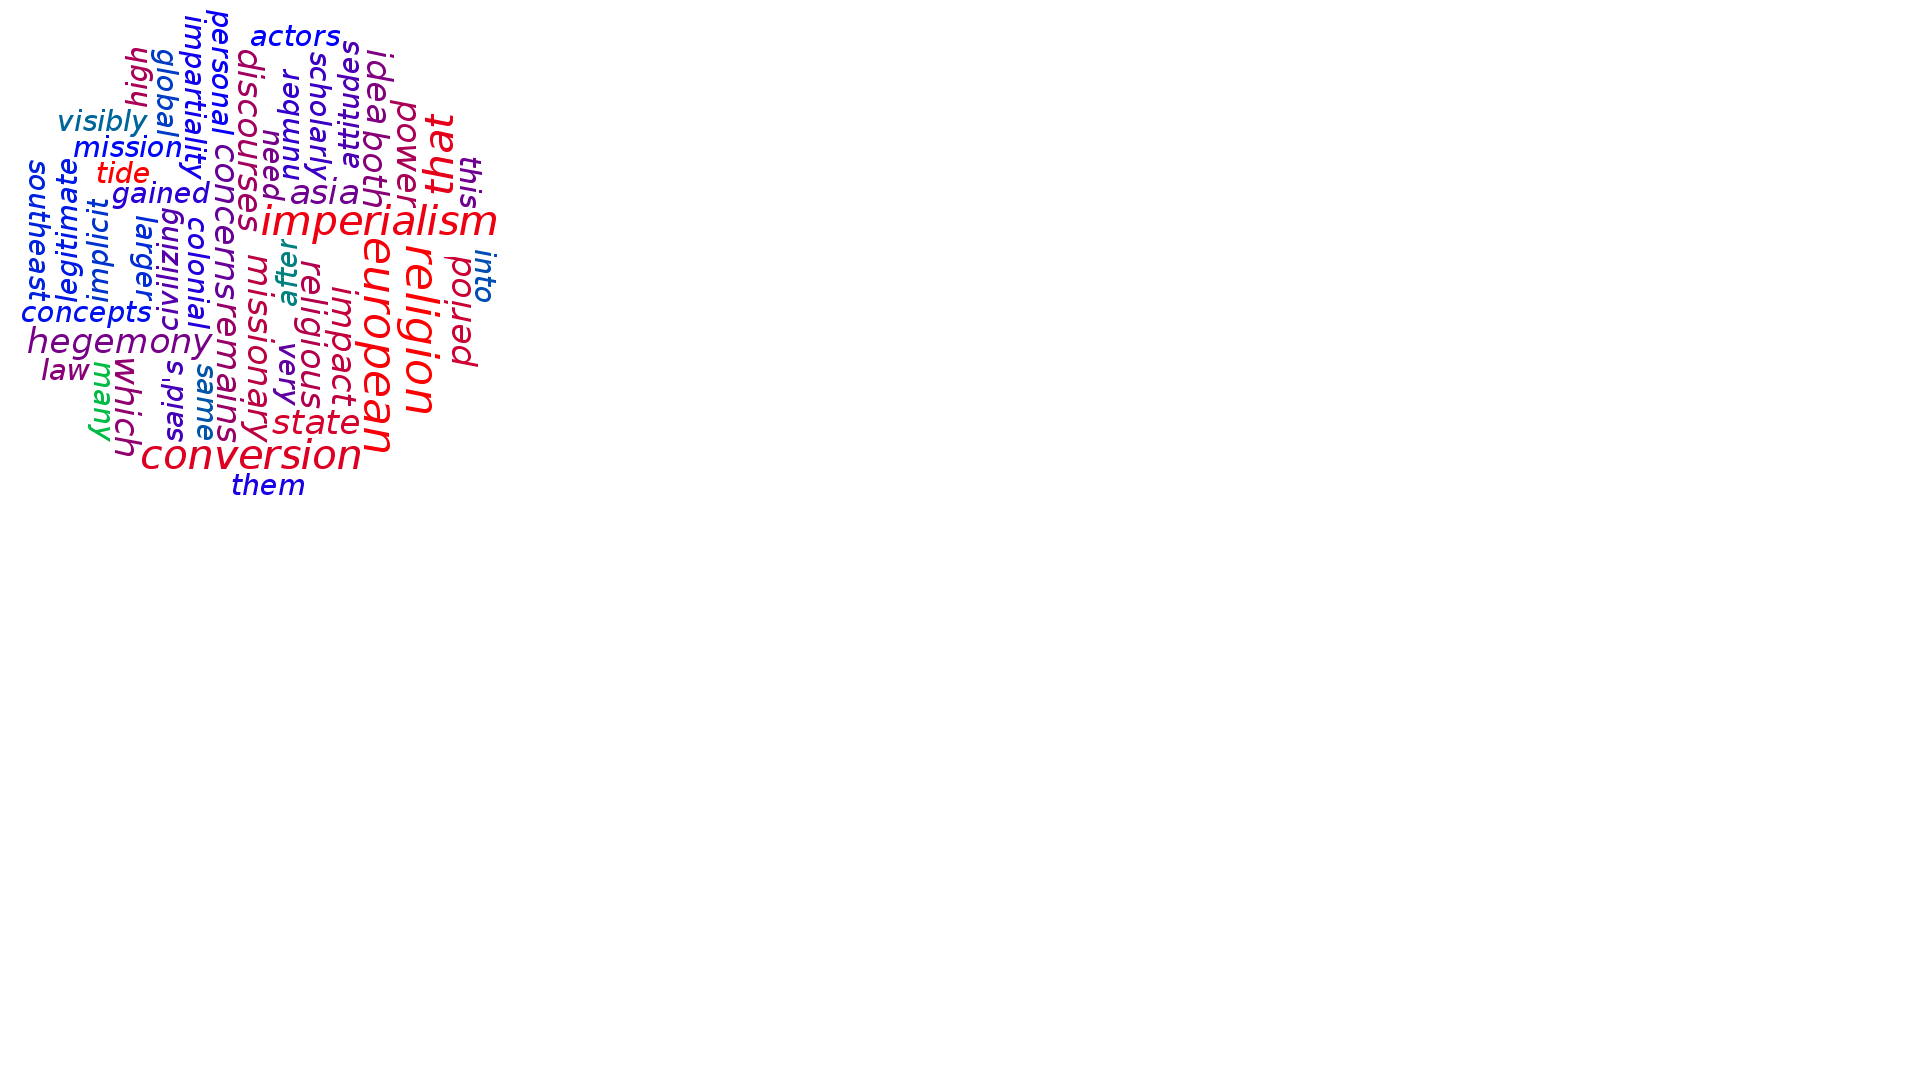 personal
impartiality
actors
high
global
discourses
number
scholarly
attitudes
idea
power
that
visibly
mission
need
both
this
tide
concerns
southeast
legitimate
gained
asia
implicit
larger
civilizing
colonial
imperialism
missionary
after
religious
european
religion
period
into
concepts
remains
impact
hegemony
very
law
many
which
said's
same
state
conversion
them